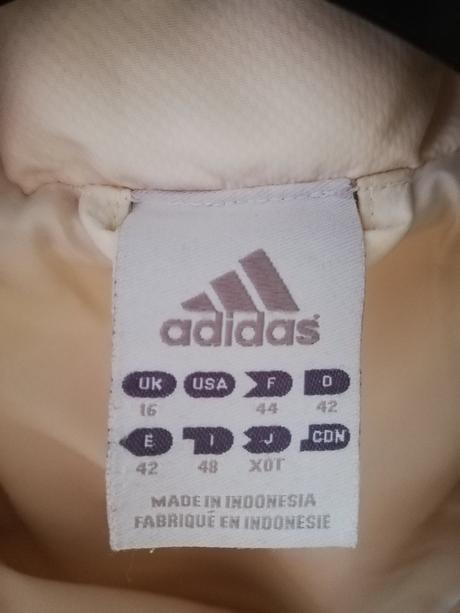 adidas
UK USA F D
16 44 42
E I J CDN
42 48 XOT
MADE IN INDONESIA
FABRIQUÉ EN INDONESIE